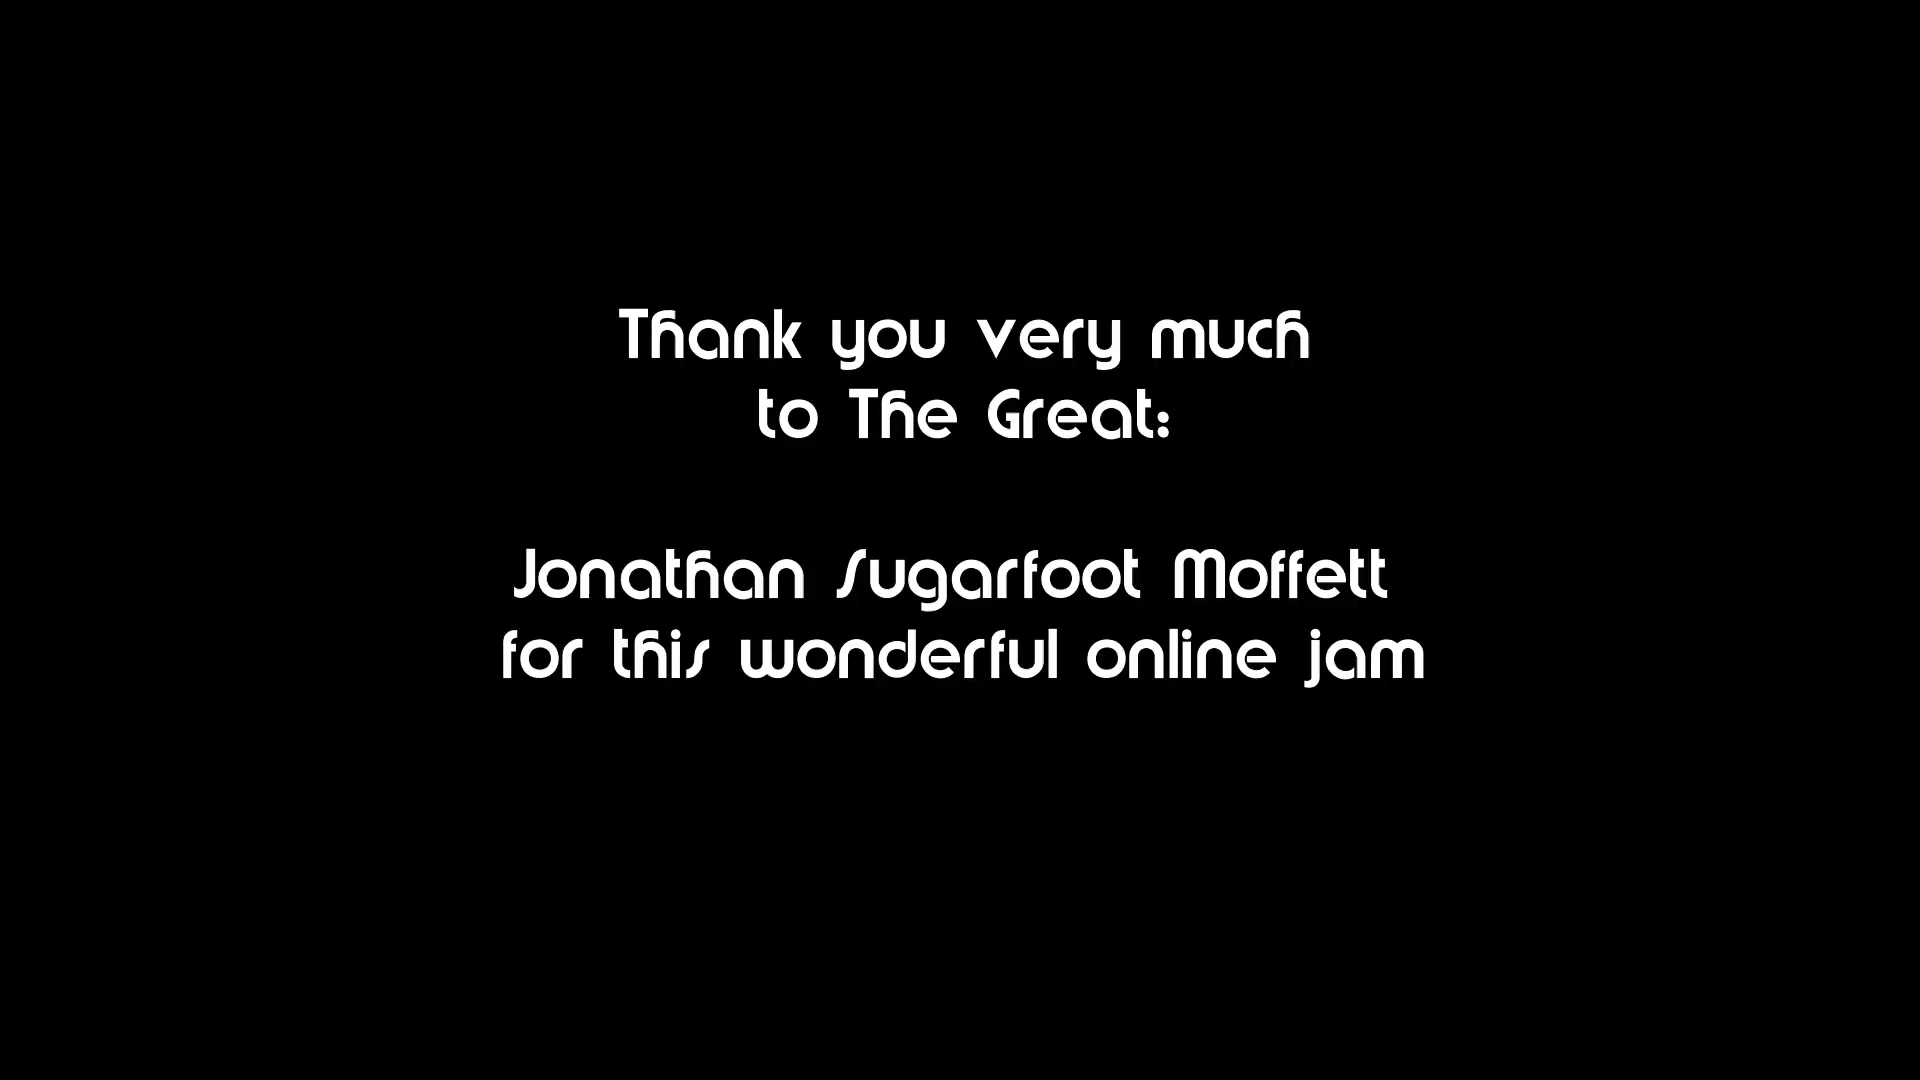 Thank you very much
to The Great:
Jonathan Sugarfoot Moffett
for this wonderful online jam